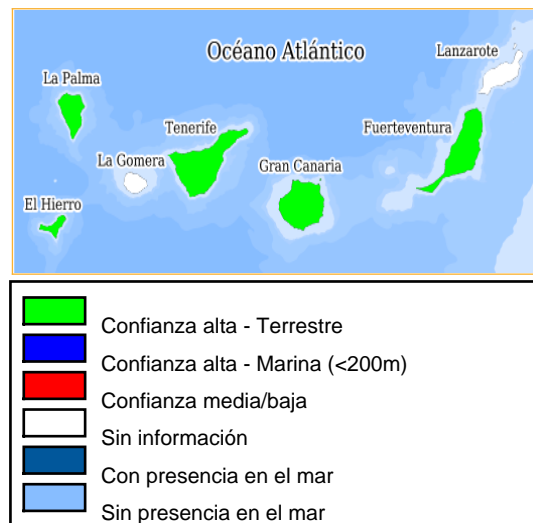 Océano Atlántico
Lanzarote
La Palma
Tenerife
Fuerteventura
La Gomera
Gran Canaria
El Hierro
Confianza alta - Terrestre
Confianza alta - Marina (<200m)
Confianza media/baja
Sin información
Con presencia en el mar
Sin presencia en el mar